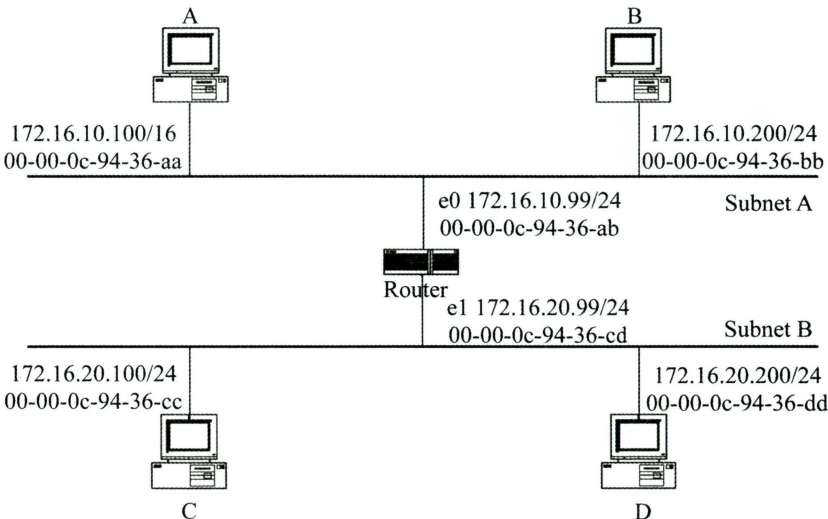 A
B
172.16.10.100/16
00-00-0c-94-36-aa
172.16.10.200/24
00-00-0c-94-36-bb
e0 172.16.10.99/24
00-00-0c-94-36-ab
Subnet A
Router
e1 172.16.20.99/24
00-00-0c-94-36-cd
Subnet B
172.16.20.100/24
00-00-0c-94-36-cc
172.16.20.200/24
00-00-0c-94-36-dd
C
D